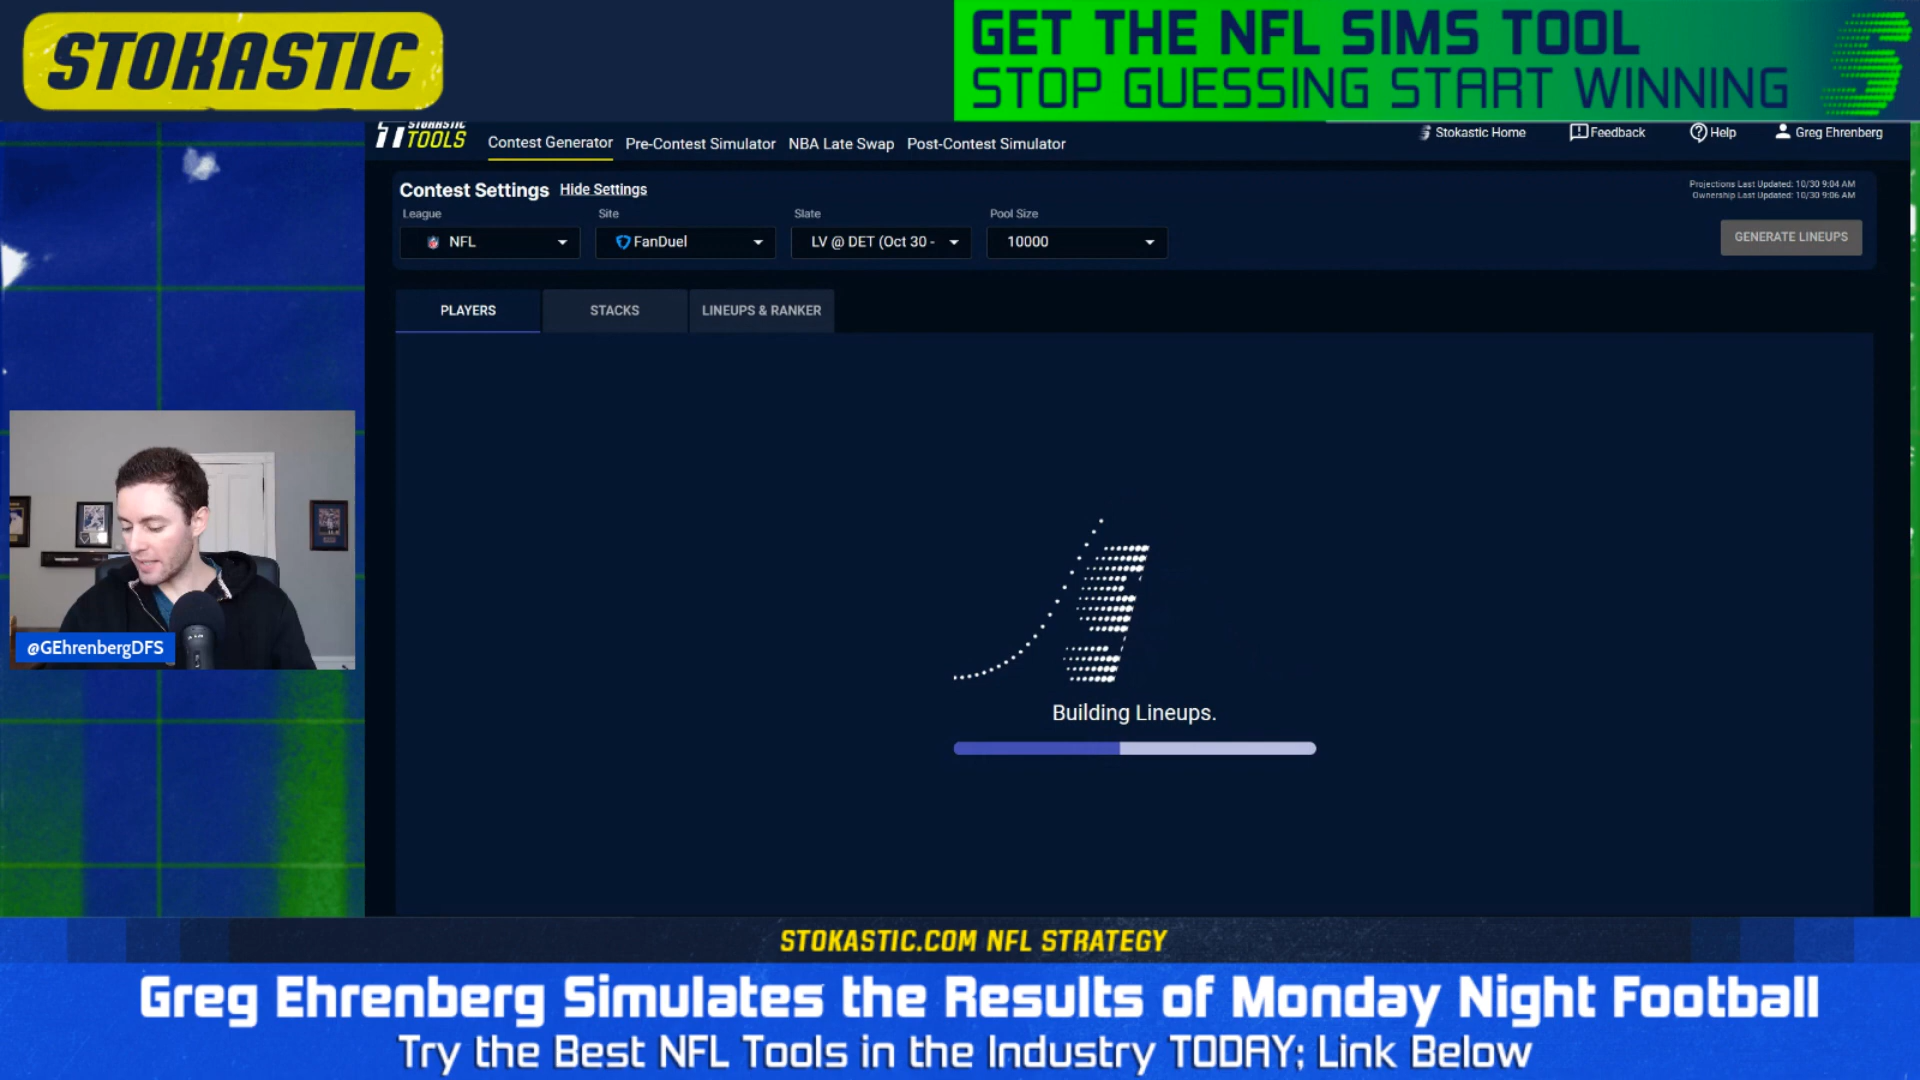 STOKASTIC
GET THE NFL SIMS TOOL
STOP GUESSING START WINNING
STOKASTIC
TOOLS
Contest Generator
Pre-Contest Simulator
NBA Late Swap
Post-Contest Simulator
Stokastic Home
Feedback
Help
Greg Ehrenberg
Contest Settings
Hide Settings
Projections Last Updated: 10/30 9:04 AM
Ownership Last Updated: 10/30 9:06 AM
League
Site
Slate
Pool Size
NFL
FanDuel
LV @ DET (Oct 30 -
10000
GENERATE LINEUPS
PLAYERS
STACKS
LINEUPS & RANKER
Building Lineups.
@GEhrenbergDFS
STOKASTIC.COM NFL STRATEGY
Greg Ehrenberg Simulates the Results of Monday Night Football
Try the Best NFL Tools in the Industry TODAY; Link Below